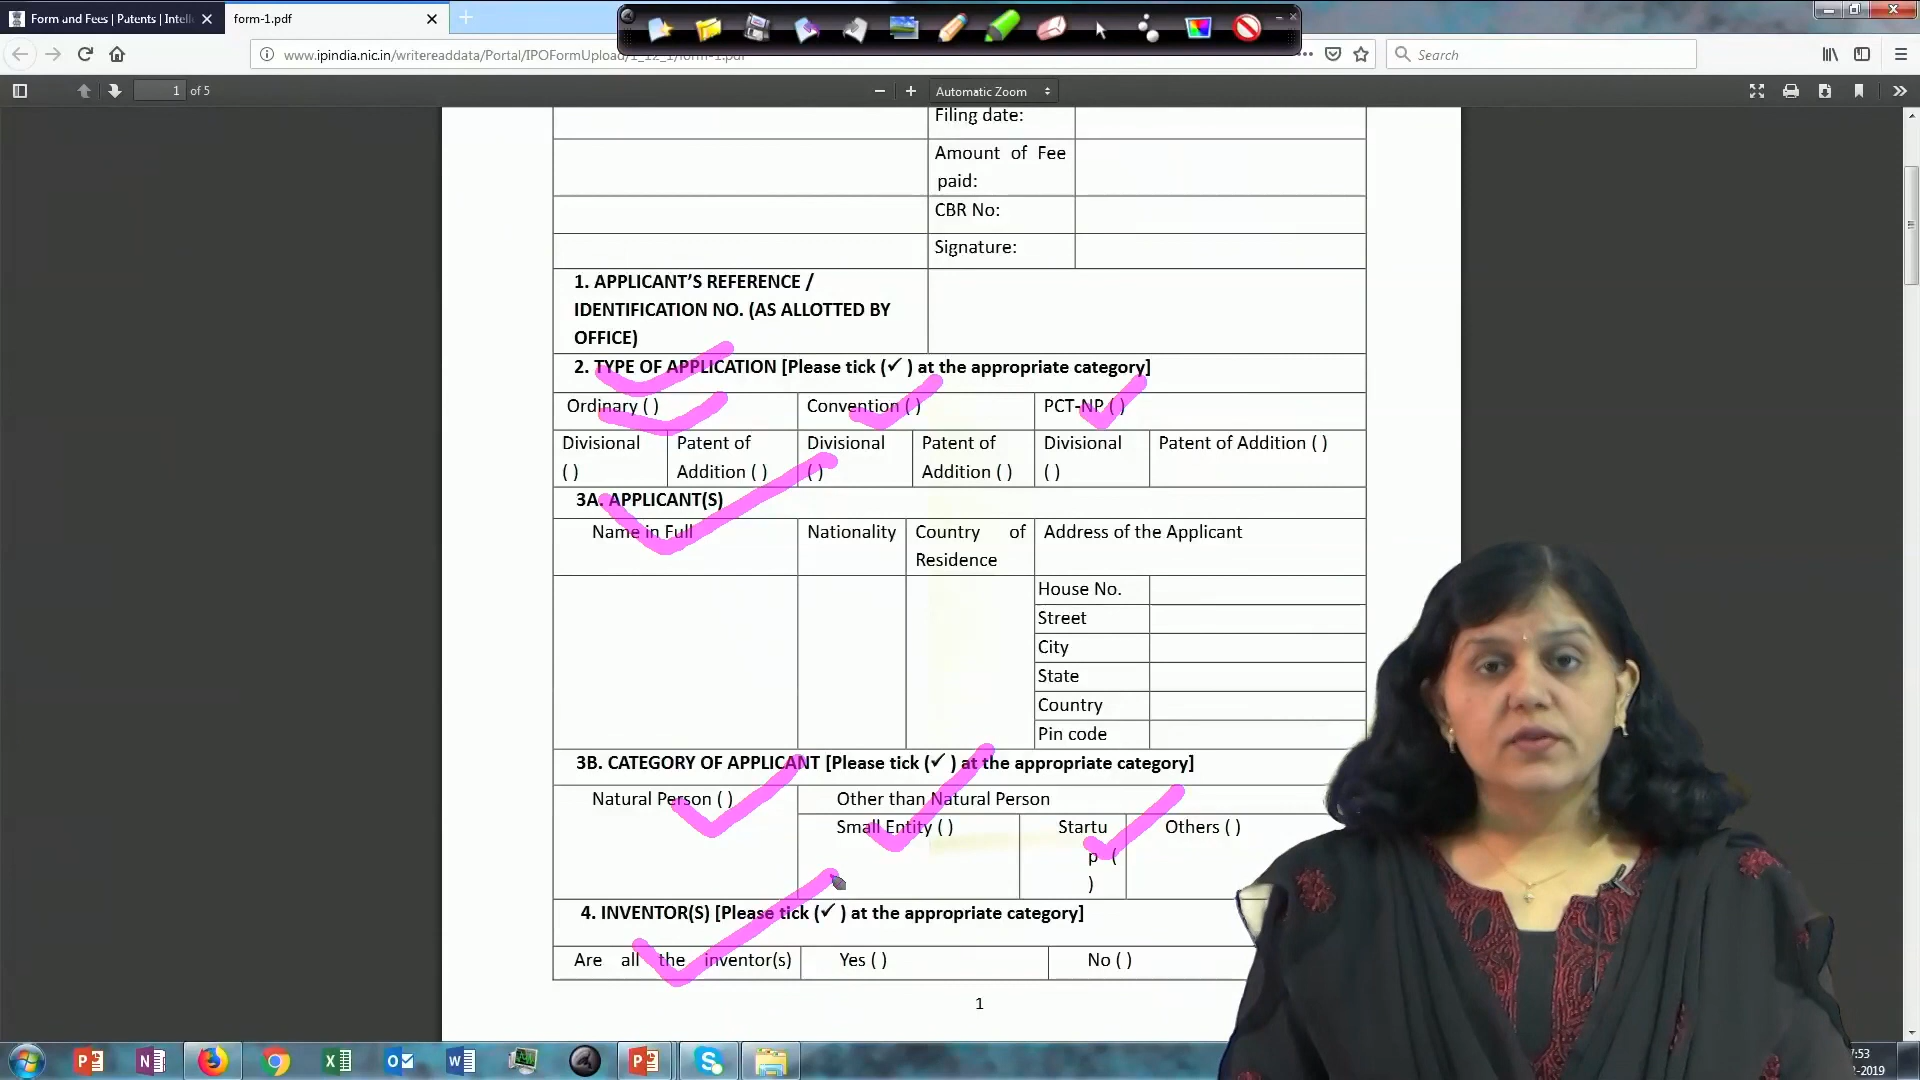 Form and Fees | Patents | Intell
form-1.pdf
www.ipindia.nic.in/writereaddata/Portal/IPOFormUpload/1_12_1/form-1.pdf
Search
1 of 5
Automatic Zoom
Filing date:
Amount of Fee
paid:
CBR No:
Signature:
1. APPLICANT’S REFERENCE /
IDENTIFICATION NO. (AS ALLOTTED BY
OFFICE)
2. TYPE OF APPLICATION [Please tick (✓ ) at the appropriate category]
Ordinary ( ) Convention ( ) PCT-NP ( )
Divisional Patent of Divisional Patent of Divisional Patent of Addition ( )
( ) Addition ( ) ( ) Addition ( ) ( )
3A. APPLICANT(S)
Name in Full Nationality Country of Address of the Applicant
Residence
House No.
Street
City
State
Country
Pin code
3B. CATEGORY OF APPLICANT [Please tick (✓ ) at the appropriate category]
Natural Person ( ) Other than Natural Person
Small Entity ( ) Startu Others ( )
p (
)
4. INVENTOR(S) [Please tick (✓ ) at the appropriate category]
Are all the inventor(s) Yes ( ) No ( )
1
:53
-2019